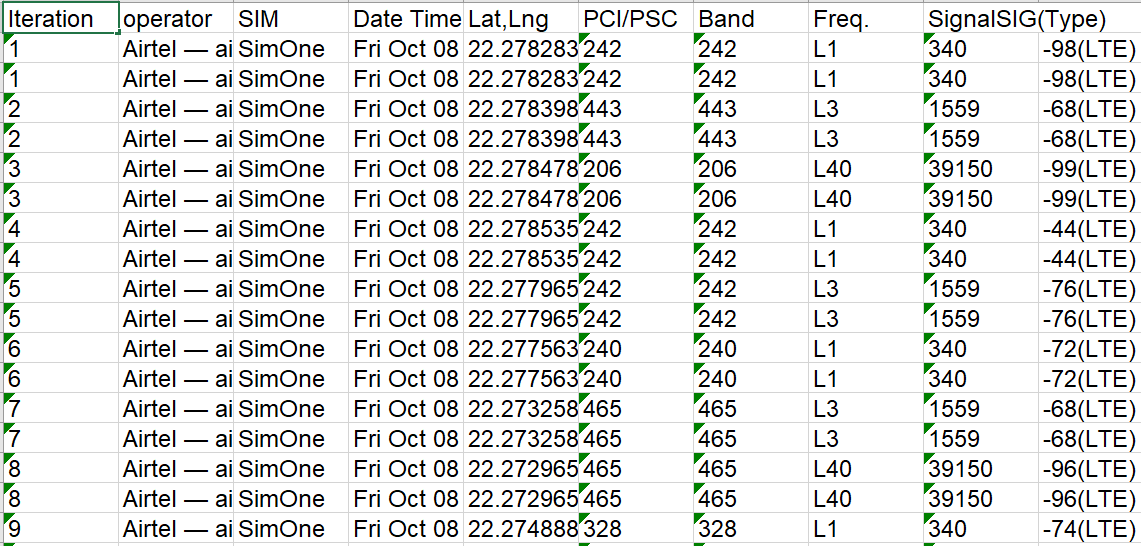 Iteration operator SIM Date Time Lat,Lng PCI/PSC Band Freq. SignalSIG(Type)
1 Airtel — ai SimOne Fri Oct 08 22.278283 242 242 L1 340 -98(LTE)
1 Airtel — ai SimOne Fri Oct 08 22.278283 242 242 L1 340 -98(LTE)
2 Airtel — ai SimOne Fri Oct 08 22.278398 443 443 L3 1559 -68(LTE)
2 Airtel — ai SimOne Fri Oct 08 22.278398 443 443 L3 1559 -68(LTE)
3 Airtel — ai SimOne Fri Oct 08 22.278478 206 206 L40 39150 -99(LTE)
3 Airtel — ai SimOne Fri Oct 08 22.278478 206 206 L40 39150 -99(LTE)
4 Airtel — ai SimOne Fri Oct 08 22.278535 242 242 L1 340 -44(LTE)
4 Airtel — ai SimOne Fri Oct 08 22.278535 242 242 L1 340 -44(LTE)
5 Airtel — ai SimOne Fri Oct 08 22.277965 242 242 L3 1559 -76(LTE)
5 Airtel — ai SimOne Fri Oct 08 22.277965 242 242 L3 1559 -76(LTE)
6 Airtel — ai SimOne Fri Oct 08 22.277563 240 240 L1 340 -72(LTE)
6 Airtel — ai SimOne Fri Oct 08 22.277563 240 240 L1 340 -72(LTE)
7 Airtel — ai SimOne Fri Oct 08 22.273258 465 465 L3 1559 -68(LTE)
7 Airtel — ai SimOne Fri Oct 08 22.273258 465 465 L3 1559 -68(LTE)
8 Airtel — ai SimOne Fri Oct 08 22.272965 465 465 L40 39150 -96(LTE)
8 Airtel — ai SimOne Fri Oct 08 22.272965 465 465 L40 39150 -96(LTE)
9 Airtel — ai SimOne Fri Oct 08 22.274888 328 328 L1 340 -74(LTE)